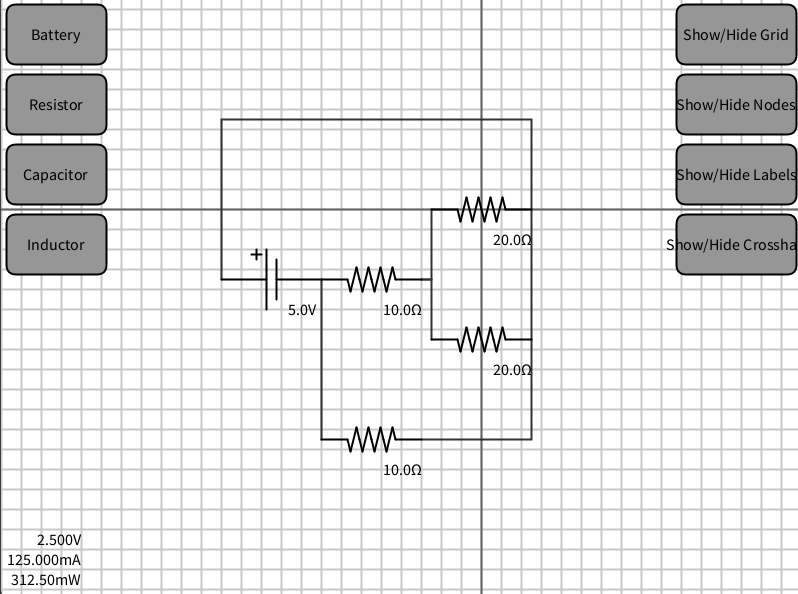 Battery
Show/Hide Grid
Resistor
Show/Hide Nodes
Capacitor
Show/Hide Labels
Inductor
Show/Hide Crossha
+
20.0Ω
5.0V
10.0Ω
20.0Ω
10.0Ω
2.500V
125.000mA
312.50mW